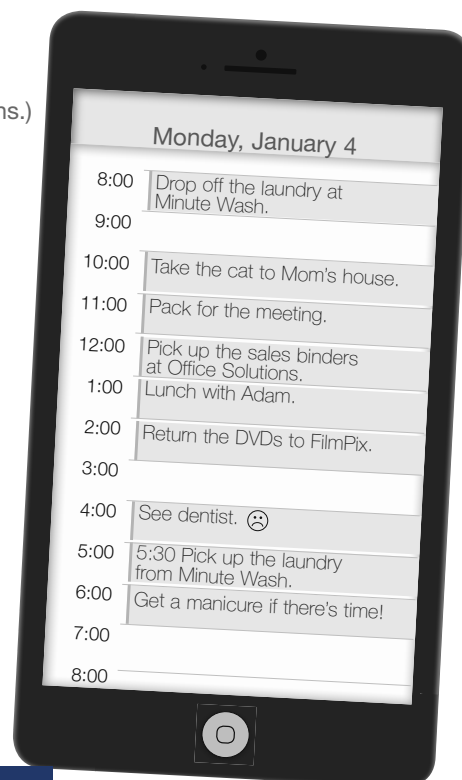 ns.)
Monday, January 4
8:00 Drop off the laundry at
Minute Wash.
9:00
10:00 Take the cat to Mom's house.
11:00 Pack for the meeting.
12:00 Pick up the sales binders
at Office Solutions.
1:00 Lunch with Adam.
2:00 Return the DVDs to FilmPix.
3:00
4:00 See dentist. ☹
5:00 5:30 Pick up the laundry
from Minute Wash.
6:00 Get a manicure if there's time!
7:00
8:00